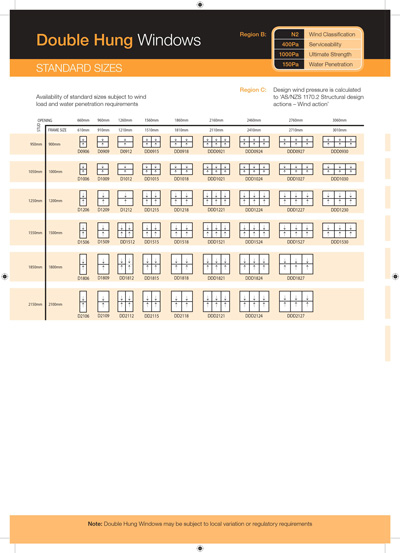 Double Hung Windows
STANDARD SIZES
Region B:
N2 Wind Classification
400Pa Serviceability
1000Pa Ultimate Strength
150Pa Water Penetration
Availability of standard sizes subject to wind
load and water penetration requirements
Region C: Design wind pressure is calculated
to 'AS/NZS 1170.2 Structural design
actions – Wind action'
OPENING 660mm 960mm 1260mm 1560mm 1860mm 2160mm 2460mm 2760mm 3060mm
STUD FRAME SIZE 610mm 910mm 1210mm 1510mm 1810mm 2110mm 2410mm 2710mm 3010mm
950mm 900mm
D0906 D0909 D0912 DD0915 DD0918 DDD0921 DDD0924 DDD0927 DDD0930
1050mm 1000mm
D1006 D1009 D1012 DD1015 DD1018 DDD1021 DDD1024 DDD1027 DDD1030
1250mm 1200mm
D1206 D1209 D1212 DD1215 DD1218 DDD1221 DDD1224 DDD1227 DDD1230
1550mm 1500mm
D1506 D1509 DD1512 DD1515 DD1518 DDD1521 DDD1524 DDD1527 DDD1530
1850mm 1800mm
D1806 D1809 DD1812 DD1815 DD1818 DDD1821 DDD1824 DDD1827
2150mm 2100mm
D2106 D2109 DD2112 DD2115 DD2118 DDD2121 DDD2124 DDD2127
Note: Double Hung Windows may be subject to local variation or regulatory requirements